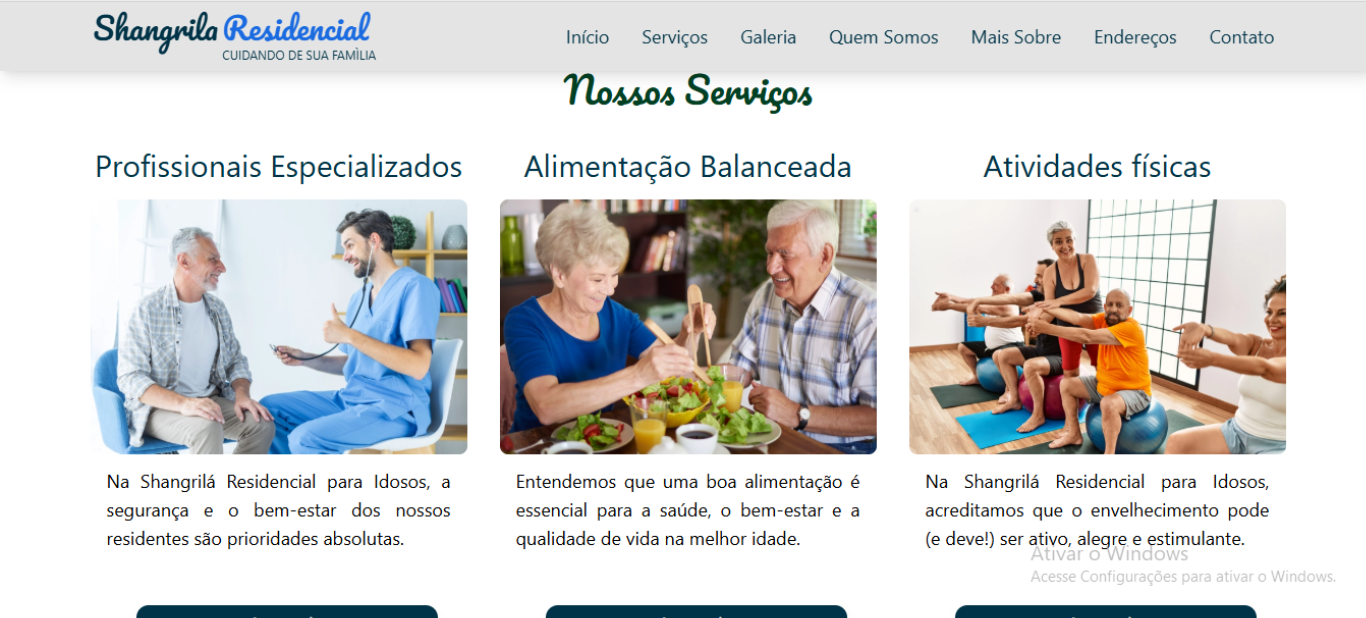 Shangrila Residencial
CUIDANDO DE SUA FAMÌLIA
Início
Serviços
Galeria
Quem Somos
Mais Sobre
Endereços
Contato
Nossos Serviços
Profissionais Especializados
Na Shangrilá Residencial para Idosos, a
segurança e o bem-estar dos nossos
residentes são prioridades absolutas.
Alimentação Balanceada
Entendemos que uma boa alimentação é
essencial para a saúde, o bem-estar e a
qualidade de vida na melhor idade.
Atividades físicas
Na Shangrilá Residencial para Idosos,
acreditamos que o envelhecimento pode
(e deve!) ser ativo, alegre e estimulante.
Ativar o Windows
Acesse Configurações para ativar o Windows.